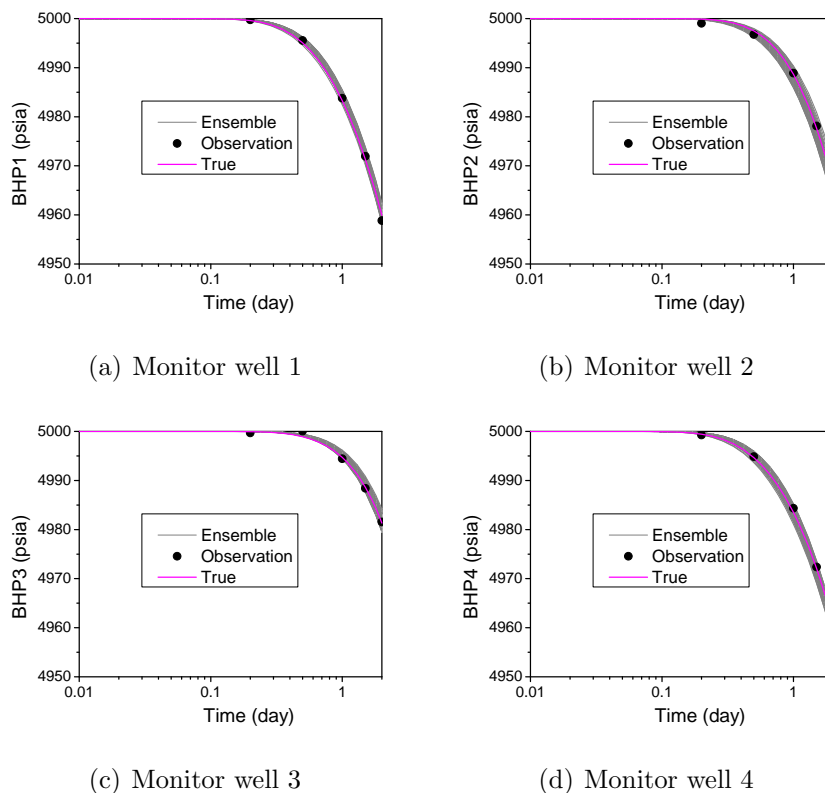 5000
4990
4980
4970
4960
4950
BHP1 (psia)
Ensemble
Observation
True
0.01 0.1 1
Time (day)
(a) Monitor well 1
5000
4990
4980
4970
4960
4950
BHP2 (psia)
Ensemble
Observation
True
0.01 0.1 1
Time (day)
(b) Monitor well 2
5000
4990
4980
4970
4960
4950
BHP3 (psia)
Ensemble
Observation
True
0.01 0.1 1
Time (day)
(c) Monitor well 3
5000
4990
4980
4970
4960
4950
BHP4 (psia)
Ensemble
Observation
True
0.01 0.1 1
Time (day)
(d) Monitor well 4